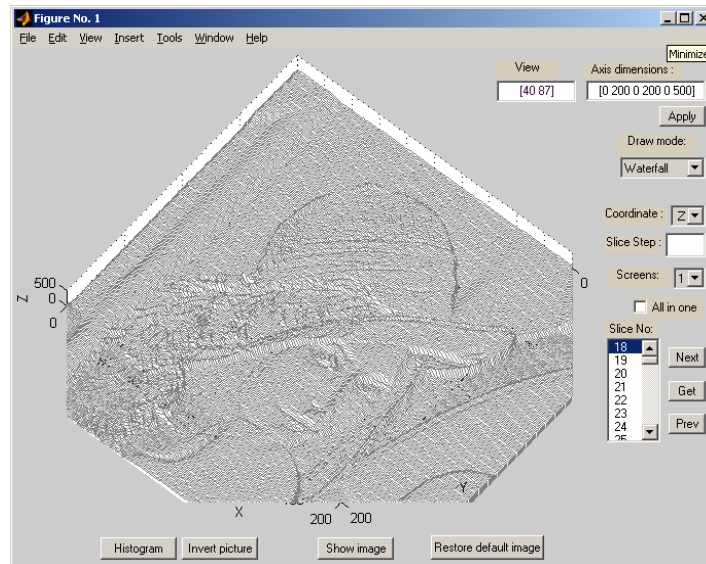 Figure No. 1
File Edit View Insert Tools Window Help
Minimize
View
Axis dimensions :
[40 87]
[0 200 0 200 0 500]
Apply
Draw mode:
Waterfall
Coordinate : Z
Slice Step :
Screens: 1
All in one
Slice No:
18
19
20
21
22
23
24
25
Next
Get
Prev
500
0
Z
0
0
X
Y
200 200
Histogram
Invert picture
Show image
Restore default image